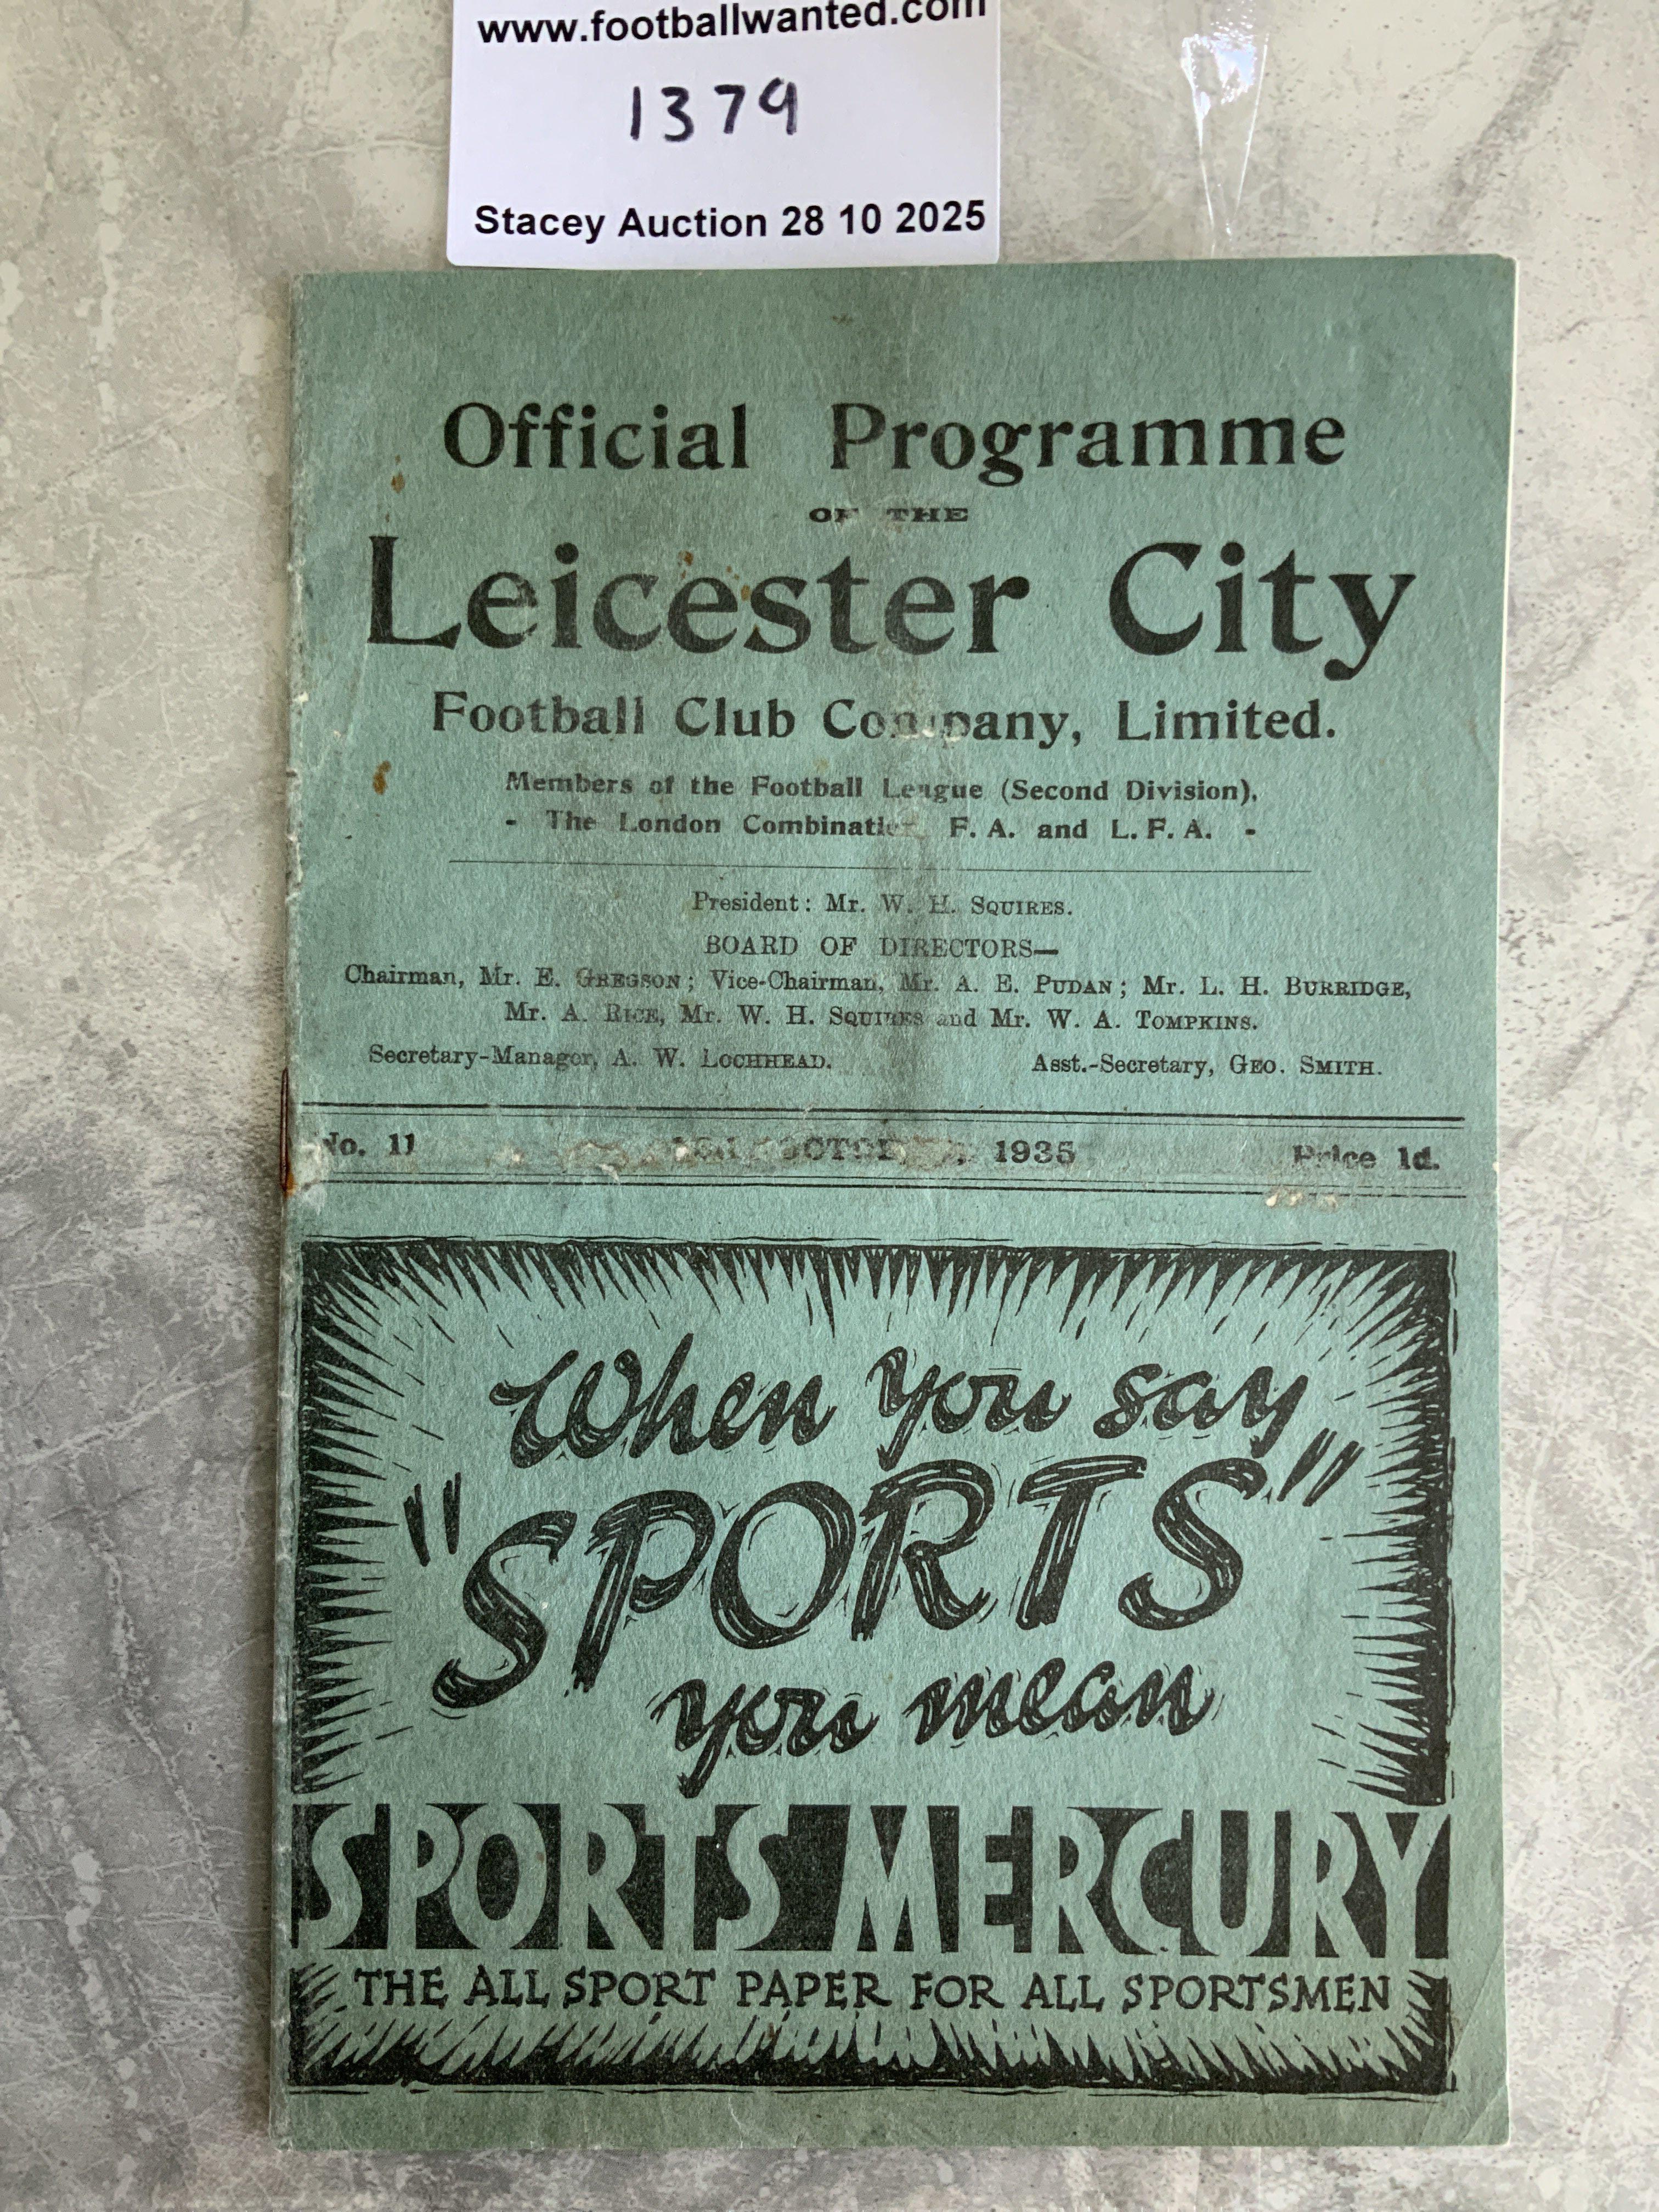 www.footballwanted.com
1379
Stacey Auction 28 10 2025
Official Programme
OF THE
Leicester City
Football Club Company, Limited.
Members of the Football League (Second Division),
- The London Combination F. A. and L. F. A. -
President: Mr. W. H. SQUIRES.
BOARD OF DIRECTORS—
Chairman, Mr. E. GREGSON; Vice-Chairman, Mr. A. E. PUDAN; Mr. L. H. BURRIDGE,
Mr. A. RICE, Mr. W. H. SQUIRES and Mr. W. A. TOMPKINS.
Secretary-Manager, A. W. LOCHHEAD. Asst.-Secretary, GEO. SMITH.
No. 11 OCTOBER, 1935 Price 1d.
When you say
"SPORTS"
you mean
SPORTS MERCURY
THE ALL SPORT PAPER FOR ALL SPORTSMEN